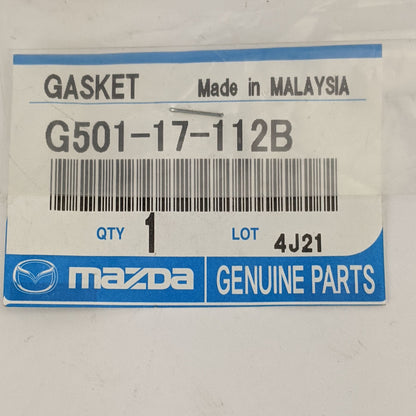 GASKET Made in MALAYSIA
G501-17-112B
QTY 1 LOT 4J21
mazda GENUINE PARTS